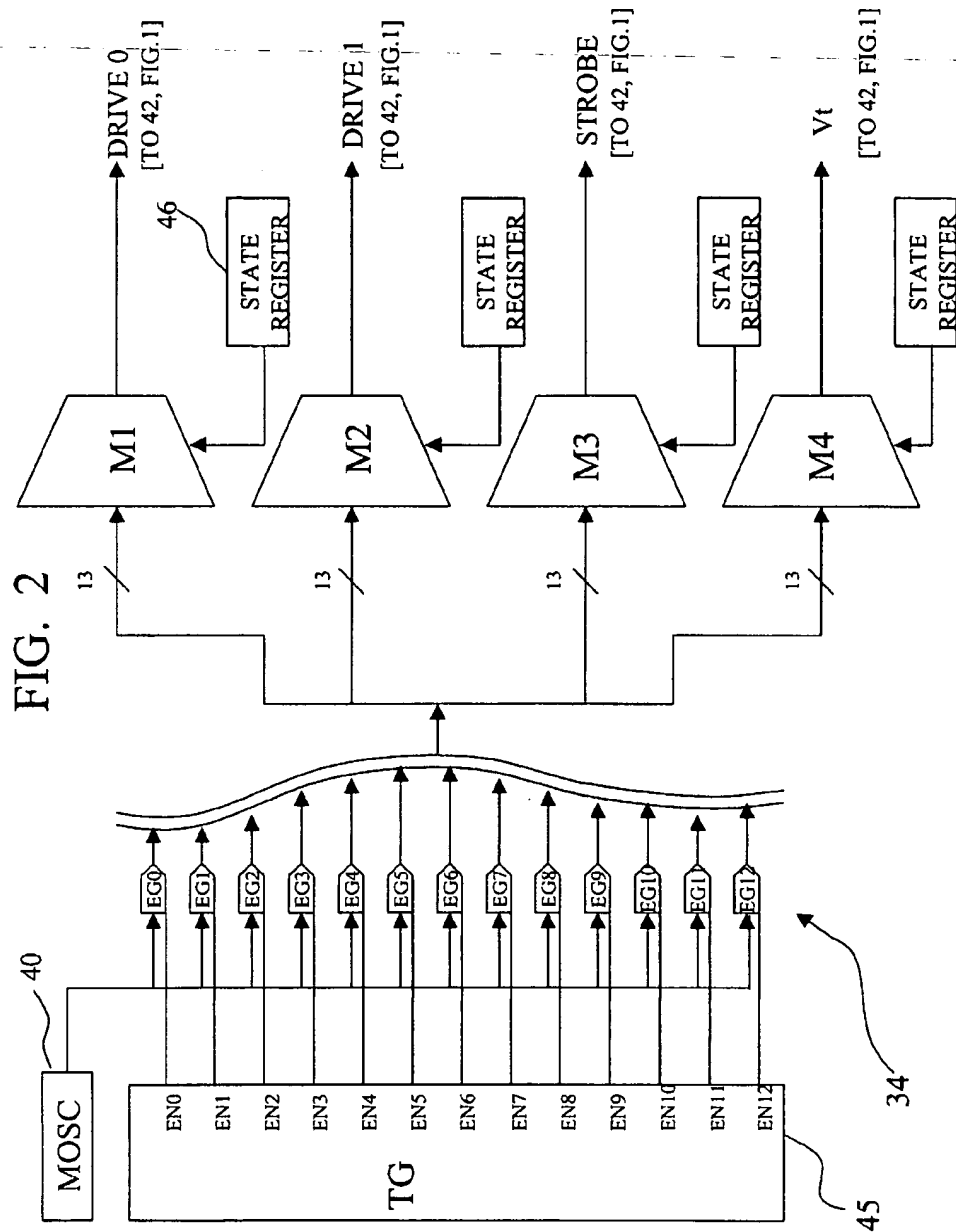 FIG. 2
MOSC
40
TG
45
EN0
EN1
EN2
EN3
EN4
EN5
EN6
EN7
EN8
EN9
EN10
EN11
EN12
EG0
EG1
EG2
EG3
EG4
EG5
EG6
EG7
EG8
EG9
EG10
EG11
EG12
34
13
13
13
13
M1
M2
M3
M4
46
STATE
REGISTER
STATE
REGISTER
STATE
REGISTER
STATE
REGISTER
DRIVE 0
[TO 42, FIG.1]
DRIVE 1
[TO 42, FIG.1]
STROBE
[TO 42, FIG.1]
Vt
[TO 42, FIG.1]